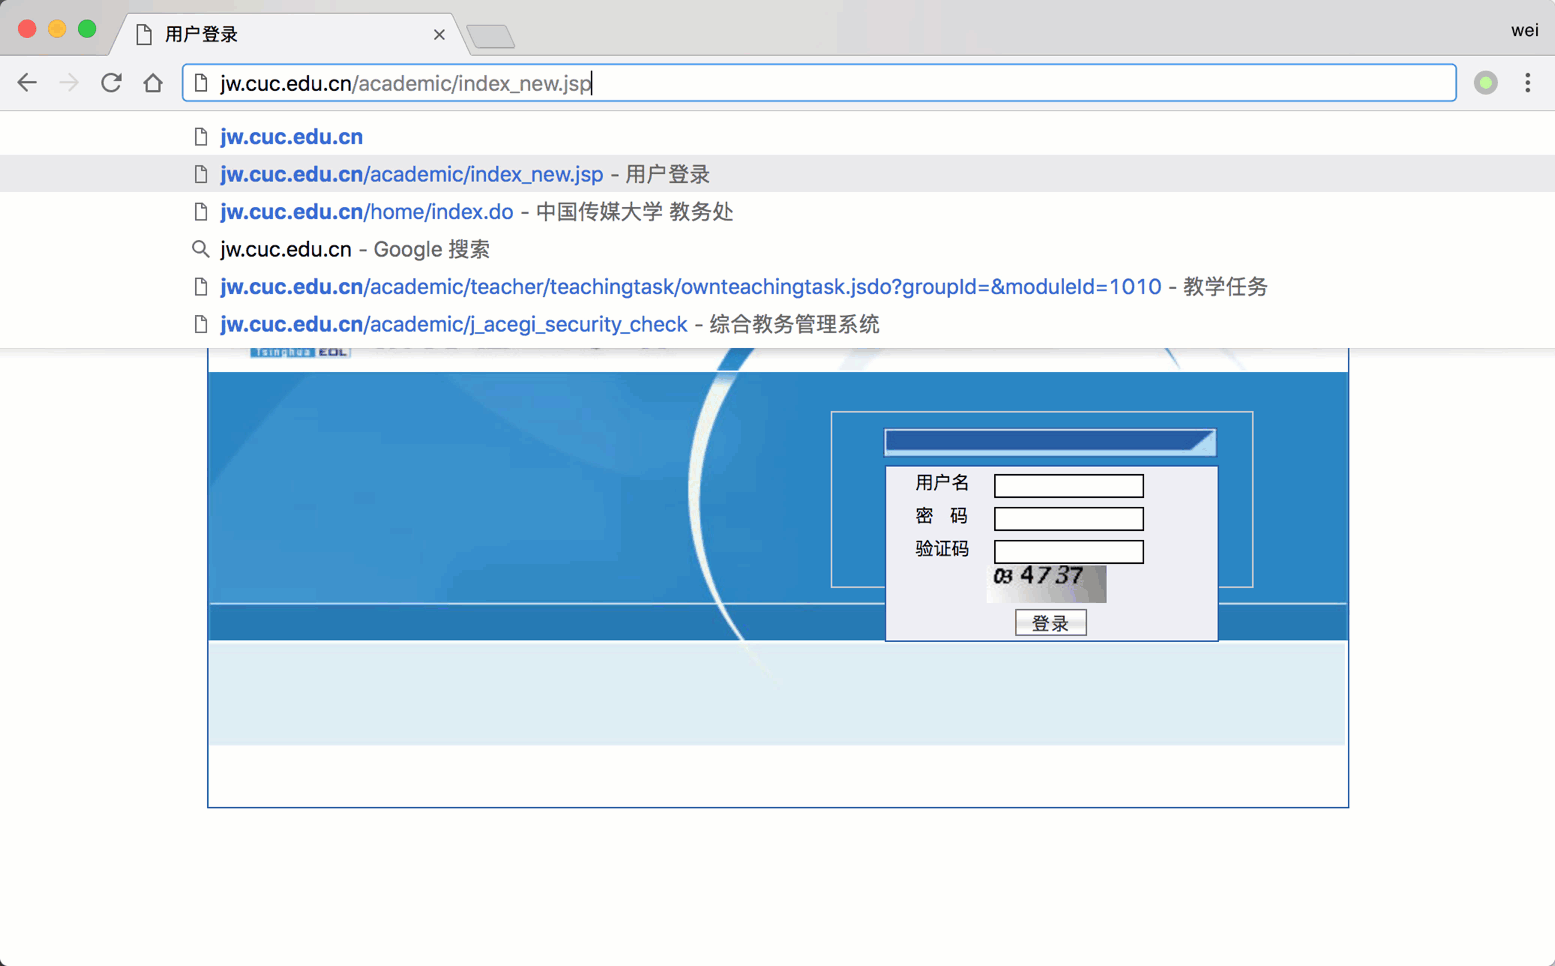 用户登录
wei
jw.cuc.edu.cn/academic/index_new.jsp
jw.cuc.edu.cn
jw.cuc.edu.cn/academic/index_new.jsp - 用户登录
jw.cuc.edu.cn/home/index.do - 中国传媒大学 教务处
jw.cuc.edu.cn - Google 搜索
jw.cuc.edu.cn/academic/teacher/teachingtask/ownteachingtask.jsdo?groupId=&moduleId=1010 - 教学任务
jw.cuc.edu.cn/academic/j_acegi_security_check - 综合教务管理系统
Tsinghua EOL
用户名
密 码
验证码
03 4737
登录